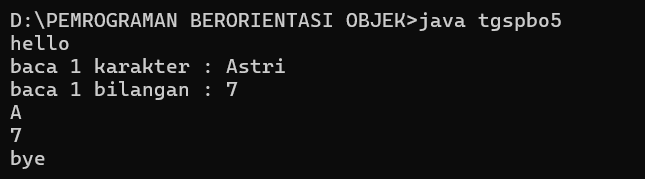 D:\PEMROGRAMAN BERORIENTASI OBJEK>java tgspbo5
hello
baca 1 karakter : Astri
baca 1 bilangan : 7
A
7
bye